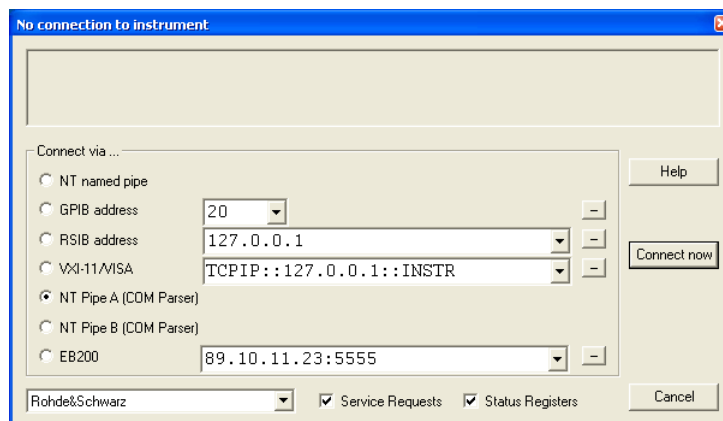 No connection to instrument
Connect via ...
NT named pipe
GPIB address 20
RSIB address 127.0.0.1
VXI-11/VISA TCPIP::127.0.0.1::INSTR
NT Pipe A (COM Parser)
NT Pipe B (COM Parser)
EB200 89.10.11.23:5555
Help
Connect now
Rohde&Schwarz Service Requests Status Registers Cancel